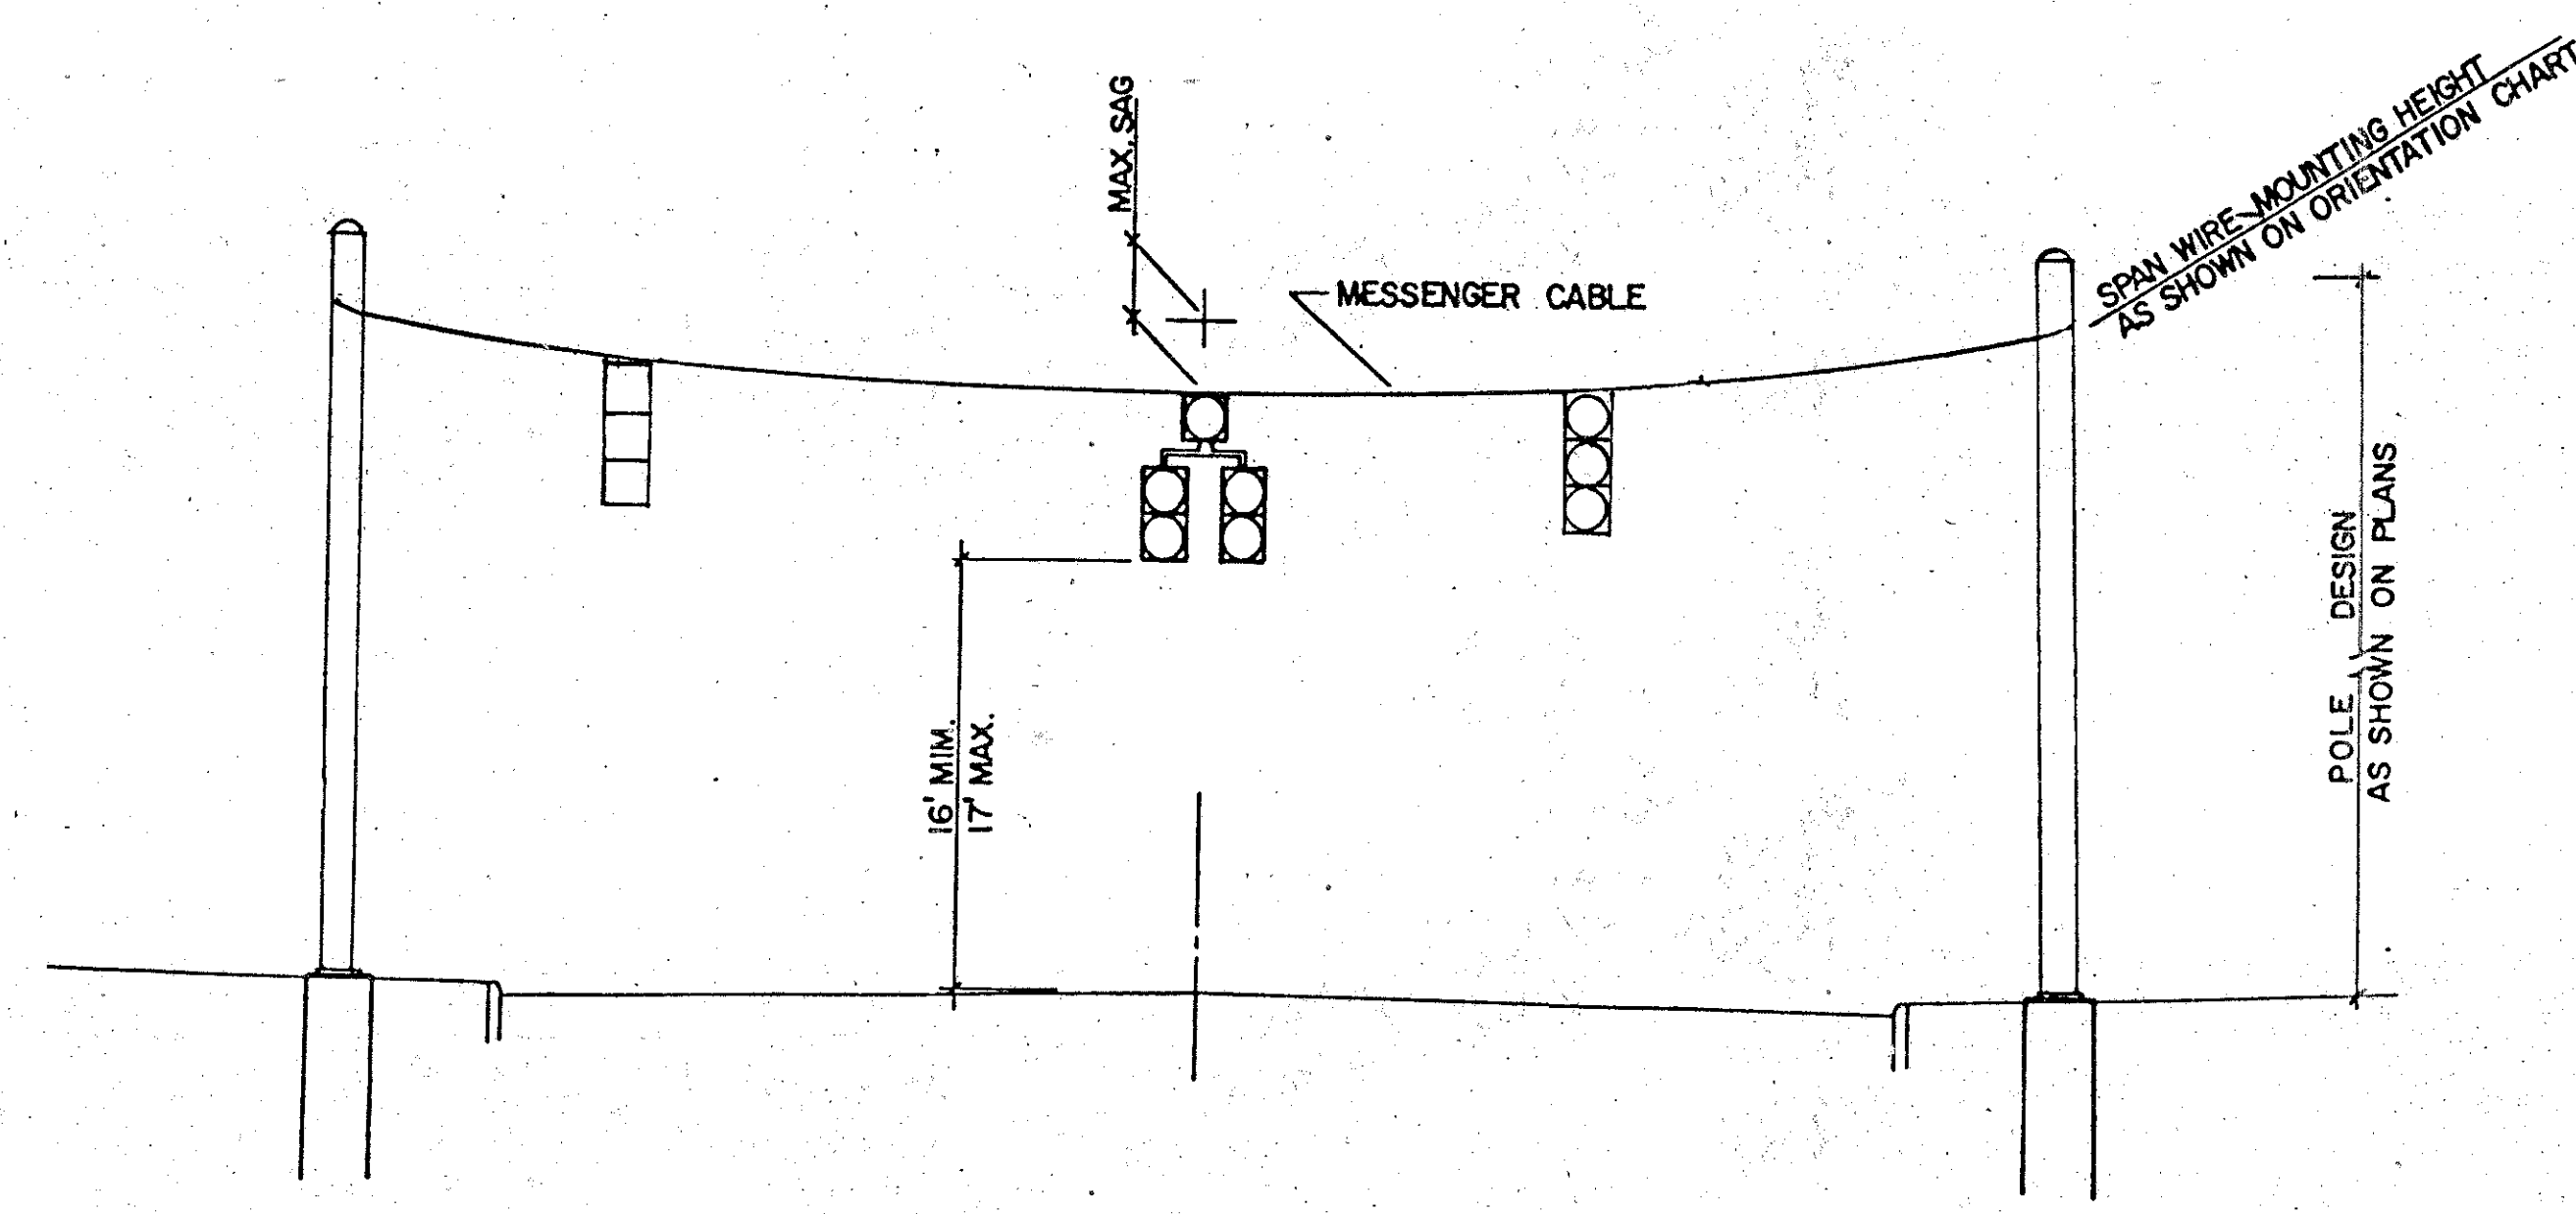 MAX. SAG
MESSENGER CABLE
SPAN WIRE MOUNTING HEIGHT
AS SHOWN ON ORIENTATION CHART
16' MIM.
17' MAX.
POLE DESIGN
AS SHOWN ON PLANS